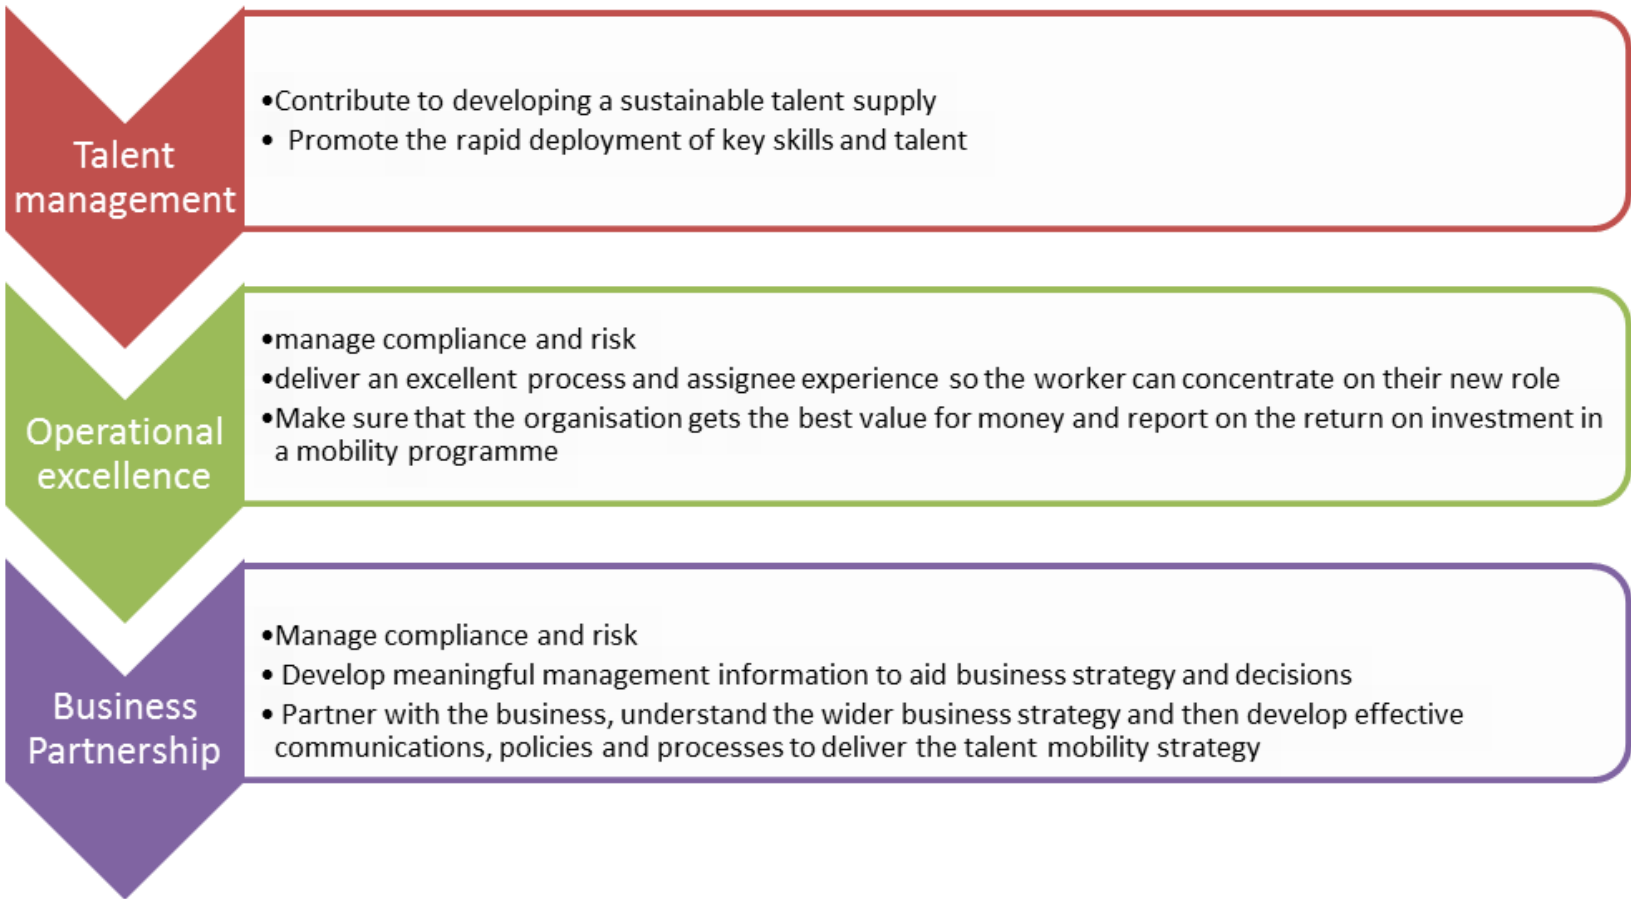 Talent
management
•Contribute to developing a sustainable talent supply
• Promote the rapid deployment of key skills and talent
Operational
excellence
•manage compliance and risk
•deliver an excellent process and assignee experience so the worker can concentrate on their new role
•Make sure that the organisation gets the best value for money and report on the return on investment in
a mobility programme
Business
Partnership
•Manage compliance and risk
• Develop meaningful management information to aid business strategy and decisions
• Partner with the business, understand the wider business strategy and then develop effective
communications, policies and processes to deliver the talent mobility strategy